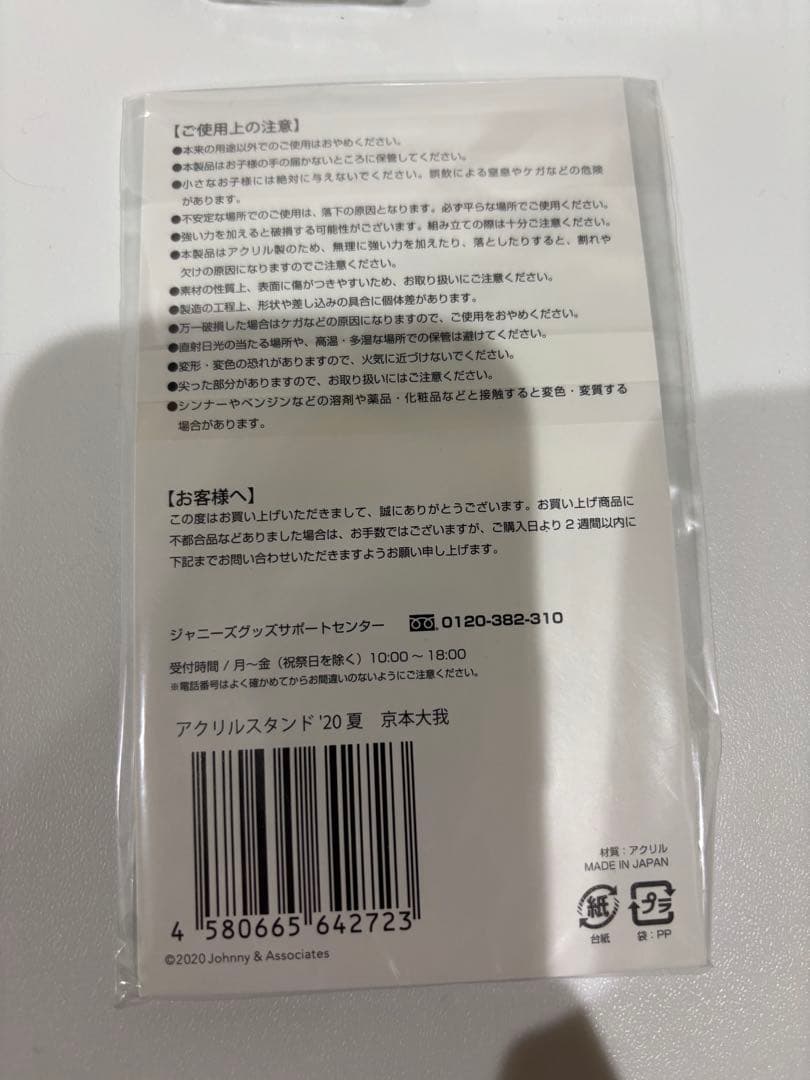 【ご使用上の注意】
●本来の用途以外でのご使用はおやめください。
●本製品はお子様の手の届かないところに保管してください。
●小さなお子様には絶対に与えないでください。誤飲による窒息やケガなどの危険
があります。
●不安定な場所でのご使用は、落下の原因となります。必ず平らな場所でご使用ください。
●強い力を加えると破損する可能性がございます。組み立ての際は十分ご注意ください。
●本製品はアクリル製のため、無理に強い力を加えたり、落としたりすると、割れや
欠けの原因になりますのでご注意ください。
●素材の性質上、表面に傷がつきやすいため、お取り扱いにご注意ください。
●製造の工程上、形状や差し込みの具合に個体差があります。
●万一破損した場合はケガなどの原因になりますので、ご使用をおやめください。
●直射日光の当たる場所や、高温・多湿な場所での保管は避けてください。
●変形・変色の恐れがありますので、火気に近づけないでください。
●尖った部分がありますので、お取り扱いにはご注意ください。
●シンナーやベンジンなどの溶剤や薬品・化粧品などと接触すると変色・変質する
場合があります。
【お客様へ】
この度はお買い上げいただきまして、誠にありがとうございます。お買い上げ商品に
不都合品などありました場合は、お手数ではございますが、ご購入日より2週間以内に
下記までお問い合わせいただきますようお願い申し上げます。
ジャニーズグッズサポートセンター 0120-382-310
受付時間 / 月〜金（祝祭日を除く）10:00〜18:00
※電話番号はよく確かめてからお間違いのないようにご注意ください。
アクリルスタンド '20 夏 京本大我
4 580665 642723
©2020 Johnny & Associates
材質：アクリル
MADE IN JAPAN
紙 プラ
台紙 袋：PP